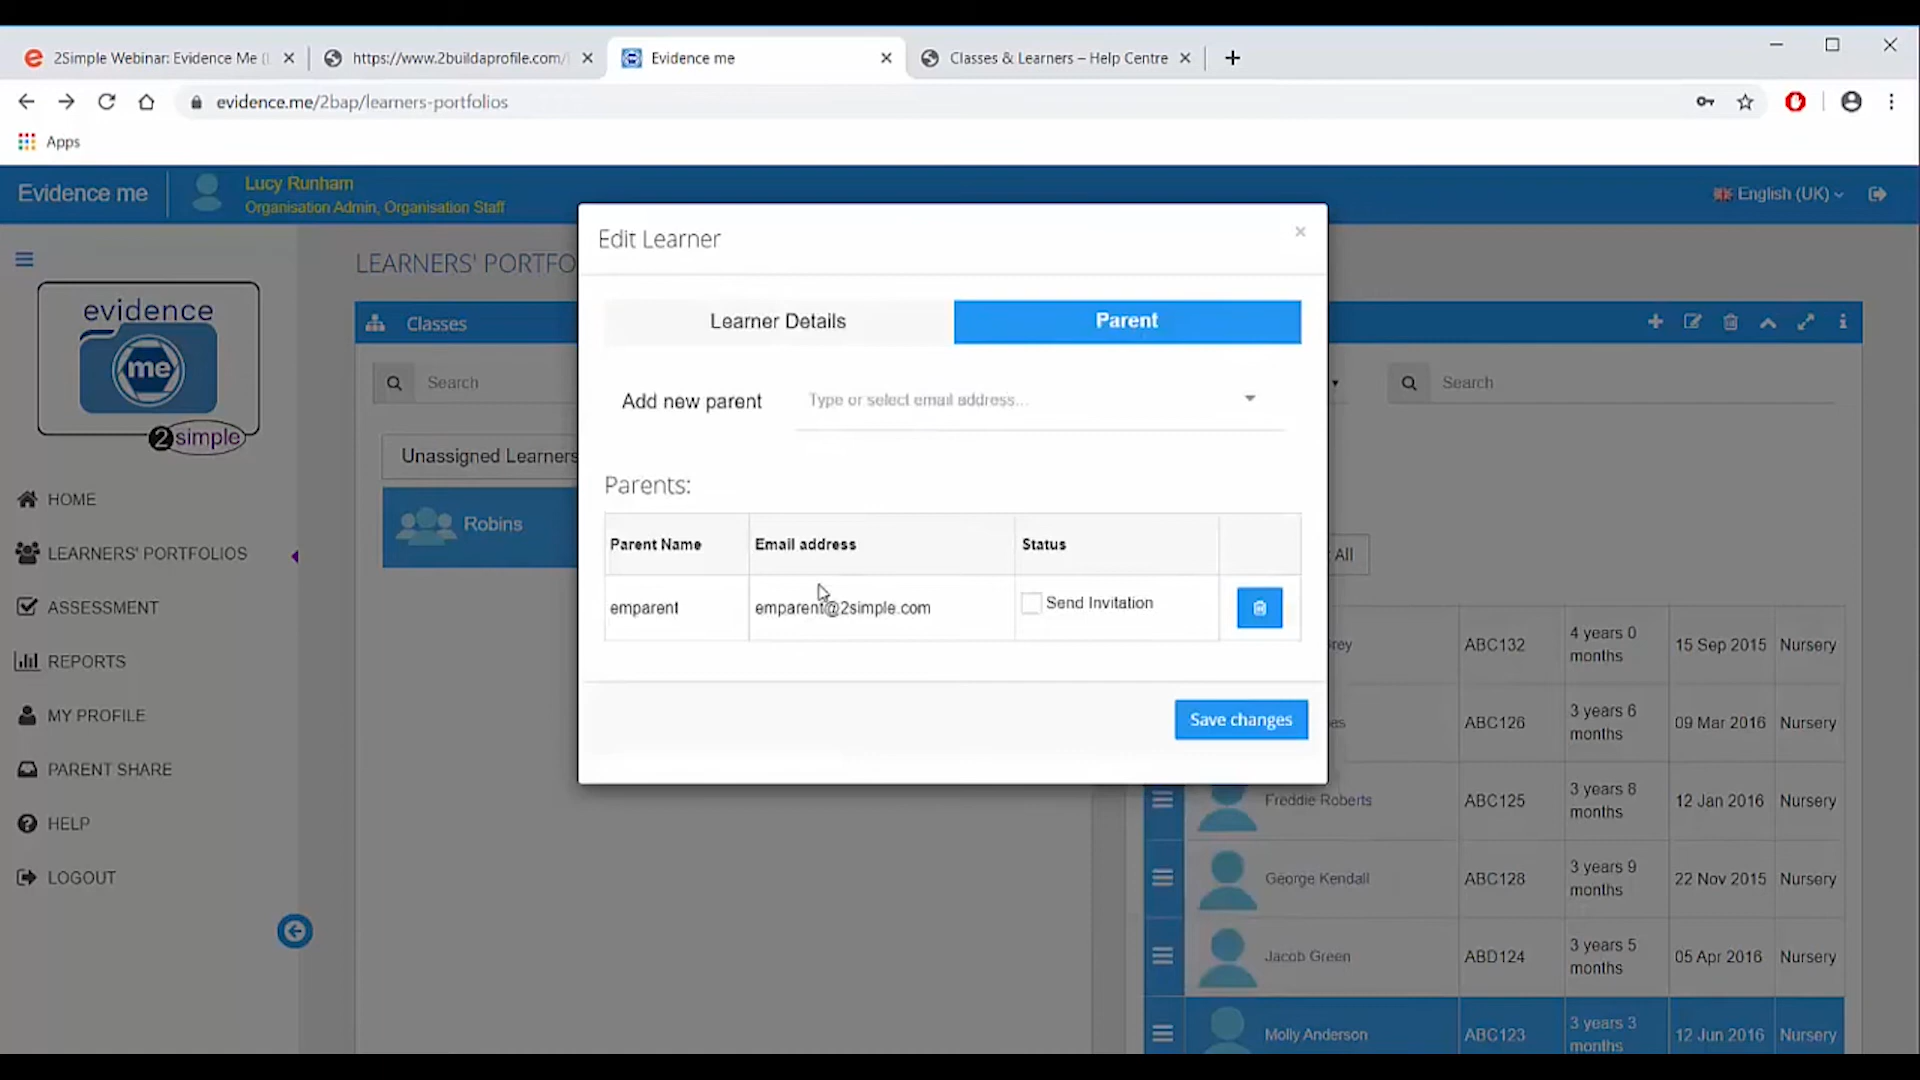 2Simple Webinar: Evidence Me (
https://www.2buildaprofile.com/
Evidence me
Classes & Learners – Help Centre
evidence.me/2bap/learners-portfolios
Apps
Evidence me
Lucy Runham
Organisation Admin, Organisation Staff
English (UK)
evidence
me
2simple
HOME
LEARNERS' PORTFOLIOS
ASSESSMENT
REPORTS
MY PROFILE
PARENT SHARE
HELP
LOGOUT
LEARNERS' PORTFO
Classes
Search
Unassigned Learners
Robins
Edit Learner
×
Learner Details
Parent
Add new parent
Type or select email address...
Parents:
Parent Name Email address Status
emparent emparent@2simple.com Send Invitation
Save changes
Search
All
rey ABC132 4 years 0 months 15 Sep 2015 Nursery
es ABC126 3 years 6 months 09 Mar 2016 Nursery
Freddie Roberts ABC125 3 years 8 months 12 Jan 2016 Nursery
George Kendall ABC128 3 years 9 months 22 Nov 2015 Nursery
Jacob Green ABD124 3 years 5 months 05 Apr 2016 Nursery
Molly Anderson ABC123 3 years 3 months 12 Jun 2016 Nursery